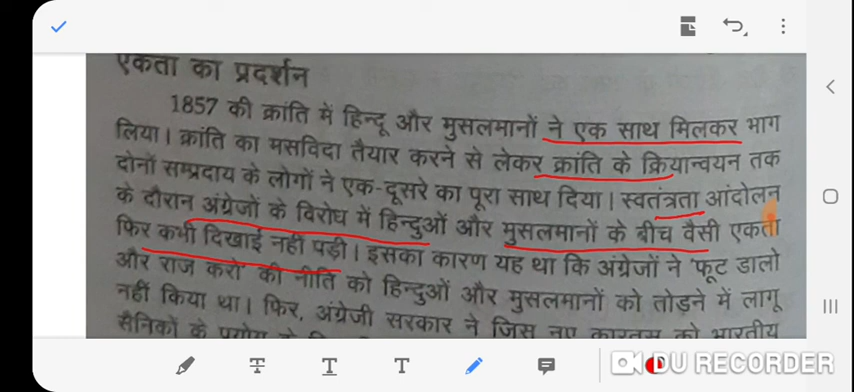 एकता का प्रदर्शन
1857 की क्रांति में हिन्दू और मुसलमानों ने एक साथ मिलकर भाग
लिया। क्रांति का मसविदा तैयार करने से लेकर क्रांति के क्रियान्वयन तक
दोनों सम्प्रदाय के लोगों ने एक-दूसरे का पूरा साथ दिया। स्वतंत्रता आंदोलन
के दौरान अंग्रेजों के विरोध में हिन्दुओं और मुसलमानों के बीच वैसी एकता
फिर कभी दिखाई नहीं पड़ी। इसका कारण यह था कि अंग्रेजों ने 'फूट डालो
और राज करो' की नीति को हिन्दुओं और मुसलमानों को तोड़ने में लागू
नहीं किया था। फिर, अंग्रेजी सरकार ने जिस नए कारतूस को भारतीय
सैनिकों के प्रयोग के
T T T
DU RECORDER